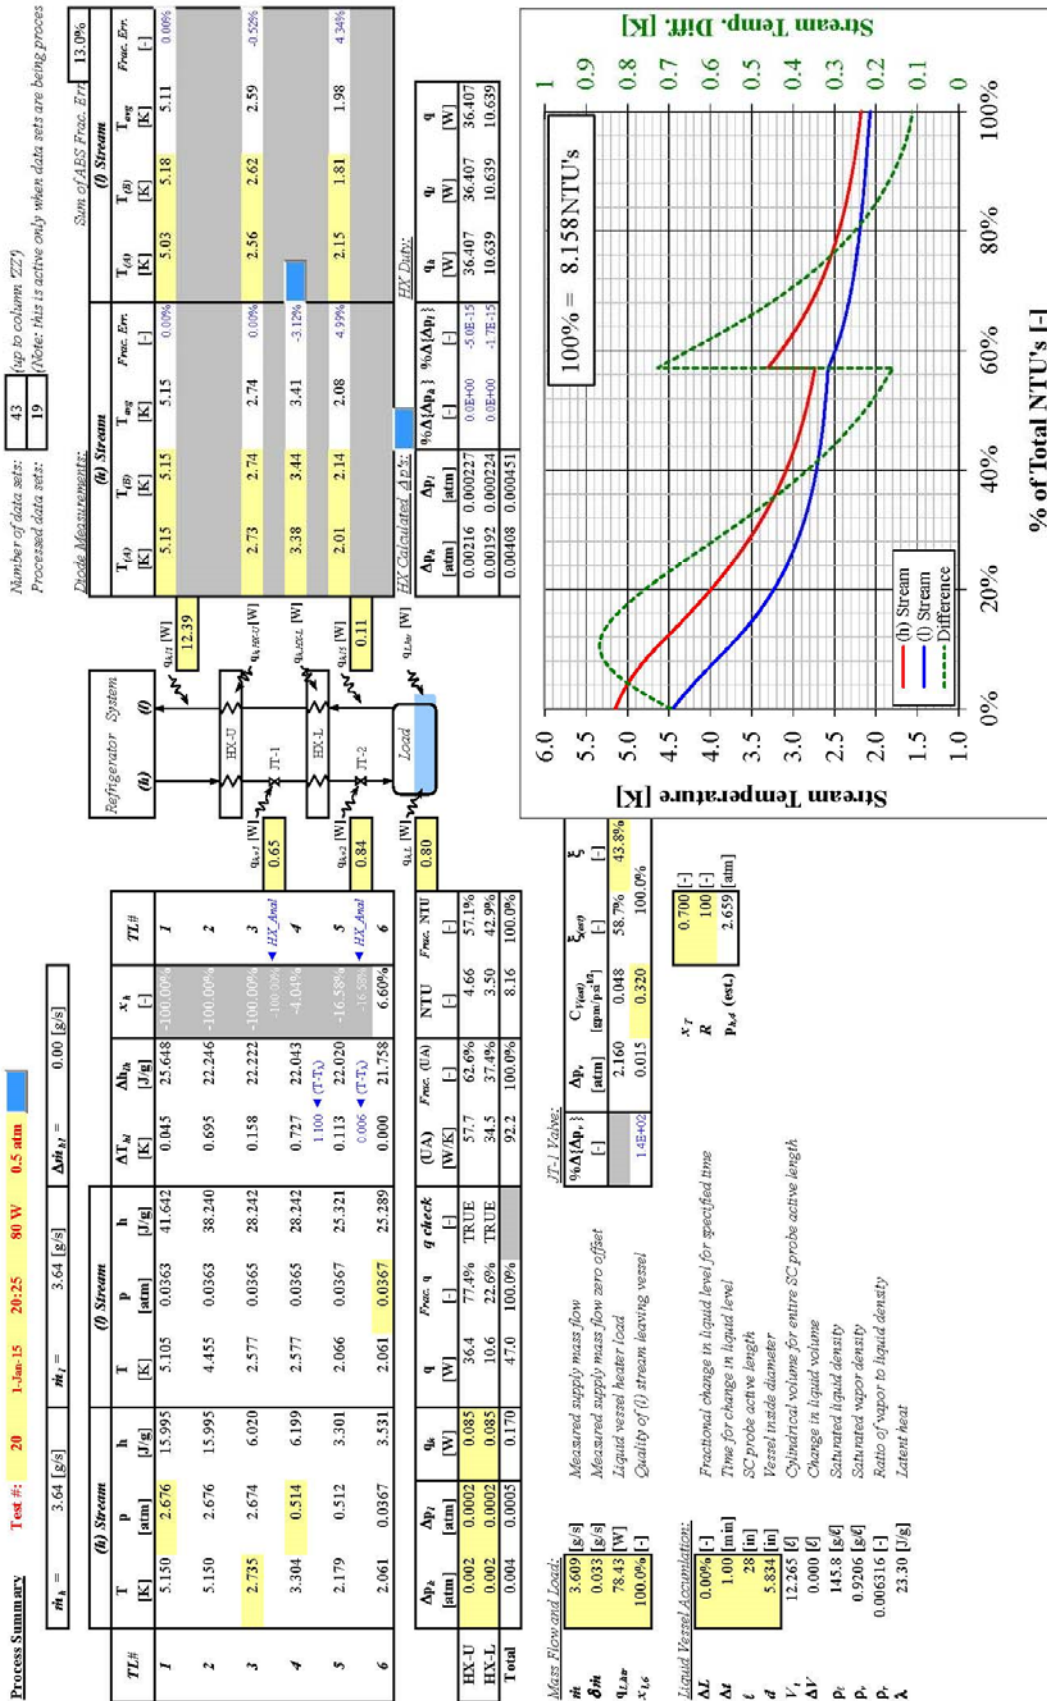 Process Summary Test #: 20 1-Jan-15 20:25 80 W 0.5 atm
ṁh = 3.64 [g/s] ṁl = 3.64 [g/s] Δṁhl = 0.00 [g/s]
(h) Stream (l) Stream
TL# T p h T p h ΔThl Δhlh xh TL#
[K] [atm] [J/g] [K] [atm] [J/g] [K] [J/g] [-]
1 5.150 2.676 15.995 5.105 0.0363 41.642 0.045 25.648 -100.00% 1
2 5.150 2.676 15.995 4.455 0.0363 38.240 0.695 22.246 -100.00% 2
3 2.735 2.674 6.020 2.577 0.0365 28.242 0.158 22.222 -100.00% 3
-100.00% ◄ HX_Anal
4 3.304 0.514 6.199 2.577 0.0365 28.242 0.727 22.043 -4.04% 4
1.100 ◄ (T-Tλ)
5 2.179 0.512 3.301 2.066 0.0367 25.321 0.113 22.020 -16.58% 5
0.006 ◄ (T-Tλ) -16.58% ◄ HX_Anal
6 2.061 0.0367 3.531 2.061 0.0367 25.289 0.000 21.758 6.60% 6
Δph Δpl qk q Frac. q q check (UA) Frac. (UA) NTU Frac. NTU
[atm] [atm] [W] [W] [-] [-] [W/K] [-] [-] [-]
HX-U 0.002 0.0002 0.085 36.4 77.4% TRUE 57.7 62.6% 4.66 57.1%
HX-L 0.002 0.0002 0.085 10.6 22.6% TRUE 34.5 37.4% 3.50 42.9%
Total 0.004 0.0005 0.170 47.0 100.0% 92.2 100.0% 8.16 100.0%
Mass Flow and Load:
ṁ 3.609 [g/s] Measured supply mass flow
δṁ 0.033 [g/s] Measured supply mass flow zero offset
qL,htr 78.43 [W] Liquid vessel heater load
xl,6 100.0% [-] Quality of (l) stream leaving vessel
Liquid Vessel Accumlation:
ΔL 0.00% [-] Fractional change in liquid level for specified time
Δt 1.00 [min] Time for change in liquid level
ℓ 28 [in] SC probe active length
d 5.834 [in] Vessel inside diameter
Vt 12.265 [ℓ] Cylindrical volume for entire SC probe active length
ΔV 0.000 [ℓ] Change in liquid volume
ρℓ 145.8 [g/ℓ] Saturated liquid density
ρv 0.9206 [g/ℓ] Saturated vapor density
ρr 0.006316 [-] Ratio of vapor to liquid density
λ 23.30 [J/g] Latent heat
JT-1 Valve:
%Δ{Δpv} Δpv CV(est) ξx(est) ξ
[-] [atm] [gpm/psi^1/2] [-] [-]
2.160 0.048 58.7% 43.8%
1.4E+02 0.015 0.320 100.0%
xT 0.700 [-]
R 100 [-]
ph,4 (est.) 2.659 [atm]
Refrigerator System
(h) (l)
HX-U
JT-1
HX-L
JT-2
Load
qk,l1 [W]
12.39
qk,HX-U [W]
qk,v1 [W]
0.65
qk,HX-L [W]
qk,v2 [W]
0.84
qk,l5 [W]
0.11
qk,L [W]
0.80
qL,htr [W]
Number of data sets: 43 (up to column 'ZZ')
Processed data sets: 19 (Note: this is active only when data sets are being proces
Diode Measurements: Sum of ABS Frac. Err 13.0%
(h) Stream (l) Stream
T(A) T(B) Tavg Frac. Err. T(A) T(B) Tavg Frac. Err.
[K] [K] [K] [-] [K] [K] [K] [-]
5.15 5.15 5.15 0.00% 5.03 5.18 5.11 0.00%
2.73 2.74 2.74 0.00% 2.56 2.62 2.59 -0.52%
3.38 3.44 3.41 -3.12%
2.01 2.14 2.08 4.99% 2.15 1.81 1.98 4.34%
HX Calculated Δp's: HX Duty:
Δph Δpl %Δ{Δph} %Δ{Δpl} qh ql q
[atm] [atm] [-] [-] [W] [W] [W]
0.00216 0.000227 0.0E+00 -5.0E-15 36.407 36.407 36.407
0.00192 0.000224 0.0E+00 -1.7E-15 10.639 10.639 10.639
0.00408 0.000451
Stream Temperature [K]
6.0
5.5
5.0
4.5
4.0
3.5
3.0
2.5
2.0
1.5
1.0
100% = 8.158NTU's
(h) Stream
(l) Stream
Difference
Stream Temp. Diff. [K]
1
0.9
0.8
0.7
0.6
0.5
0.4
0.3
0.2
0.1
0
0% 20% 40% 60% 80% 100%
% of Total NTU's [-]